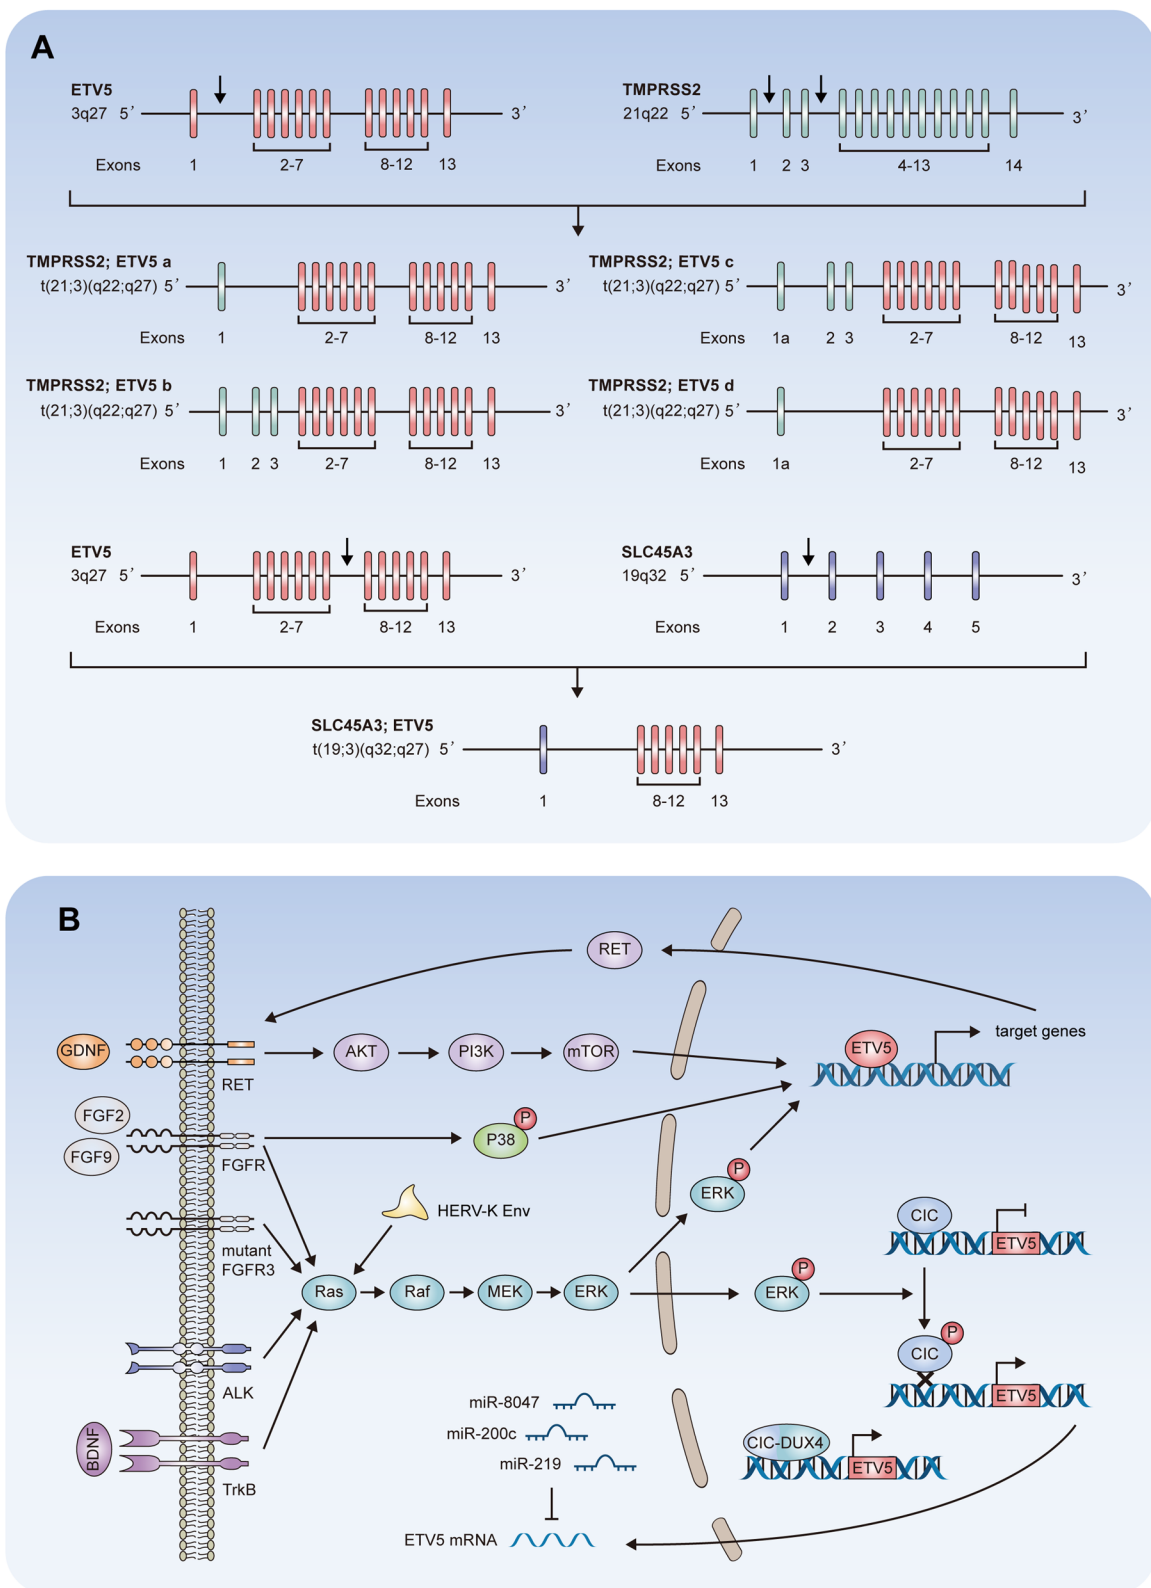 A
ETV5
3q27 5′ 3′
Exons 1 2-7 8-12 13
TMPRSS2
21q22 5′ 3′
Exons 1 2 3 4-13 14
TMPRSS2; ETV5 a
t(21;3)(q22;q27) 5′ 3′
Exons 1 2-7 8-12 13
TMPRSS2; ETV5 c
t(21;3)(q22;q27) 5′ 3′
Exons 1a 2 3 2-7 8-12 13
TMPRSS2; ETV5 b
t(21;3)(q22;q27) 5′ 3′
Exons 1 2 3 2-7 8-12 13
TMPRSS2; ETV5 d
t(21;3)(q22;q27) 5′ 3′
Exons 1a 2-7 8-12 13
ETV5
3q27 5′ 3′
Exons 1 2-7 8-12 13
SLC45A3
19q32 5′ 3′
Exons 1 2 3 4 5
SLC45A3; ETV5
t(19;3)(q32;q27) 5′ 3′
Exons 1 8-12 13
B
RET
GDNF
RET
AKT
PI3K
mTOR
ETV5
target genes
FGF2
FGF9
FGFR
P38
P
HERV-K Env
mutant
FGFR3
Ras
Raf
MEK
ERK
ERK
P
ERK
P
CIC
ETV5
CIC
P
ETV5
ALK
BDNF
TrkB
miR-8047
miR-200c
miR-219
ETV5 mRNA
CIC-DUX4
ETV5